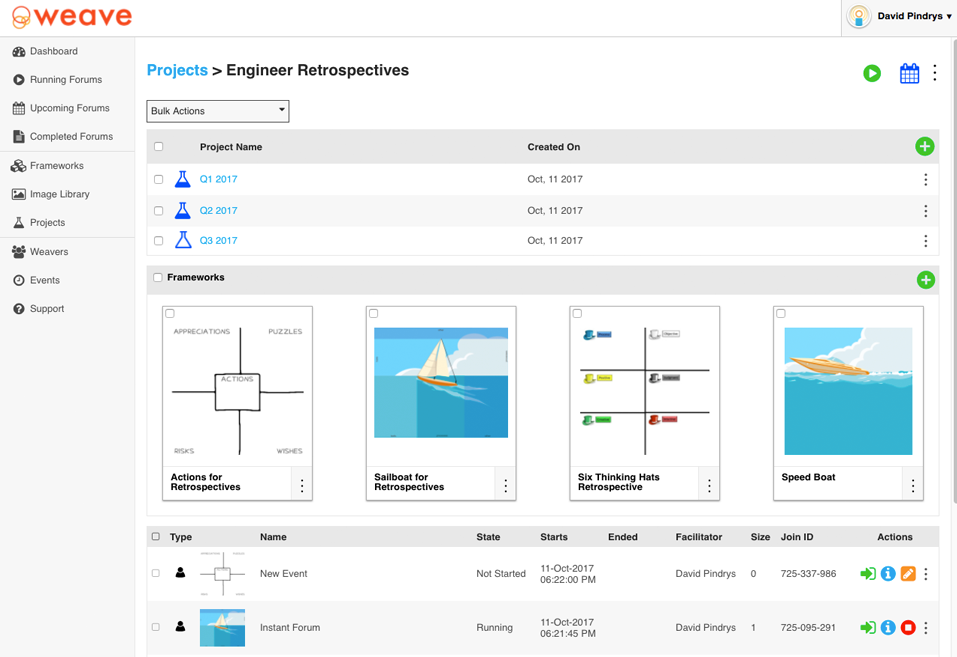 weave
David Pindrys ▾
Dashboard
Running Forums
Upcoming Forums
Completed Forums
Frameworks
Image Library
Projects
Weavers
Events
Support
Projects > Engineer Retrospectives
Bulk Actions
Project Name Created On
Q1 2017 Oct, 11 2017
Q2 2017 Oct, 11 2017
Q3 2017 Oct, 11 2017
Frameworks
APPRECIATIONS PUZZLES
ACTIONS
RISKS WISHES
Actions for
Retrospectives
Sailboat for
Retrospectives
Six Thinking Hats
Retrospective
Speed Boat
Type Name State Starts Ended Facilitator Size Join ID Actions
New Event Not Started 11-Oct-2017 06:22:00 PM David Pindrys 0 725-337-986
Instant Forum Running 11-Oct-2017 06:21:45 PM David Pindrys 1 725-095-291